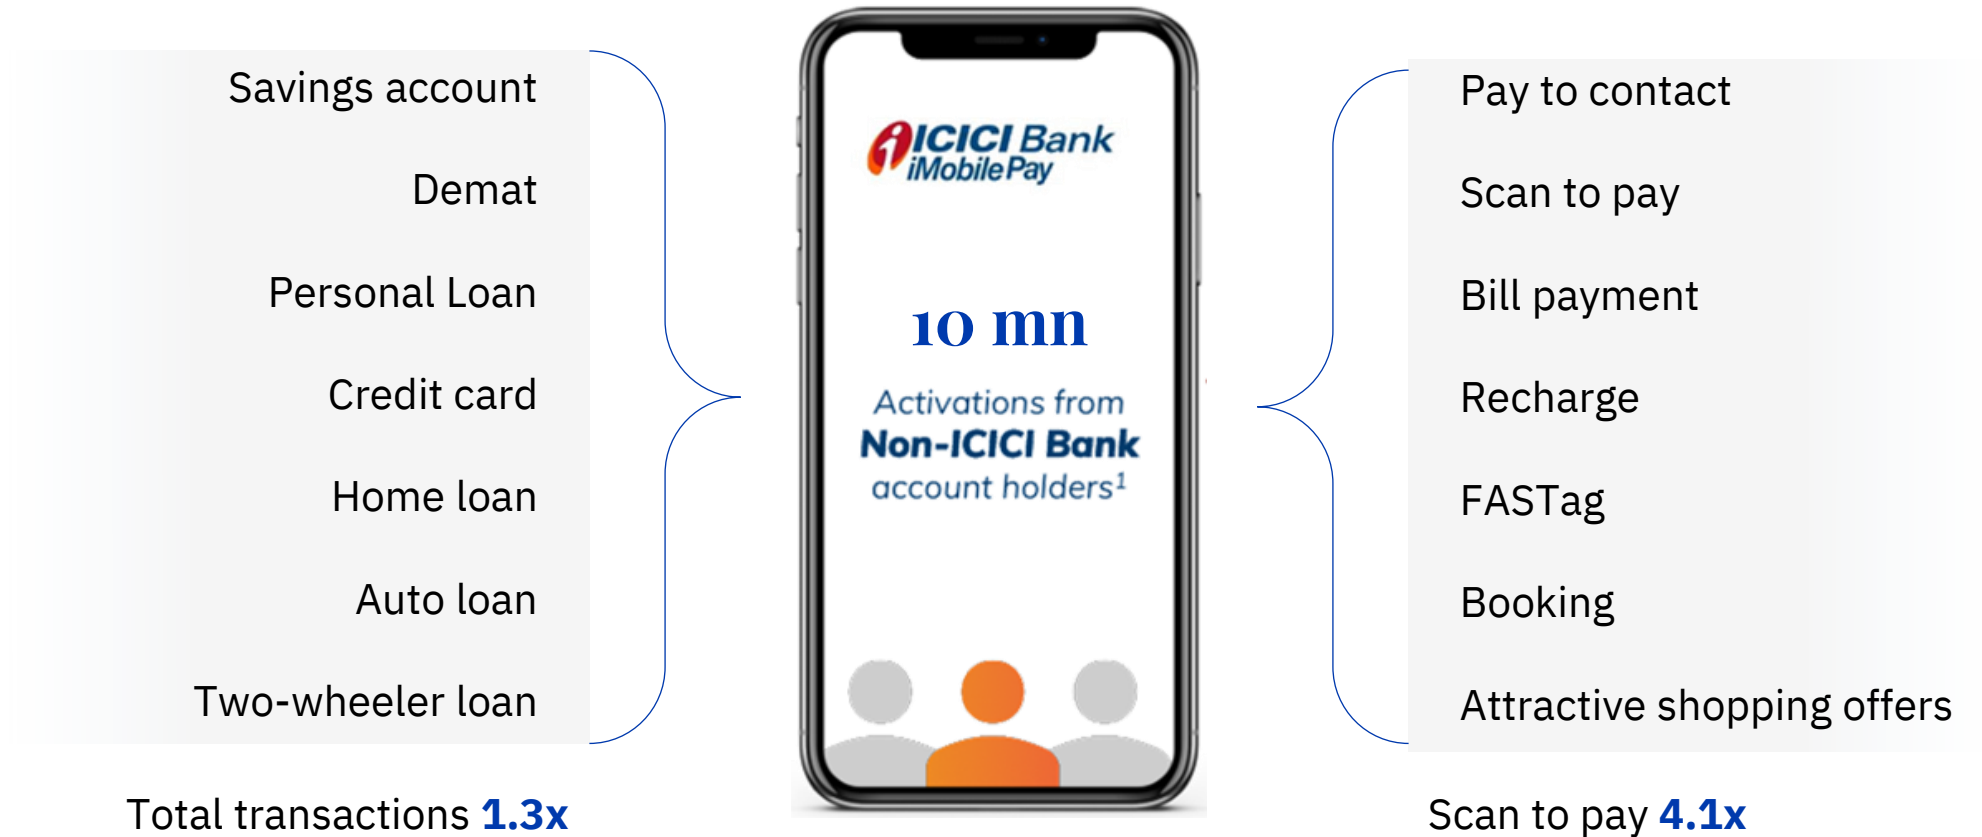 Savings account
Demat
Personal Loan
Credit card
Home loan
Auto loan
Two-wheeler loan
Total transactions 1.3x
ICICI Bank
iMobile Pay
10 mn
Activations from
Non-ICICI Bank
account holders¹
Pay to contact
Scan to pay
Bill payment
Recharge
FASTag
Booking
Attractive shopping offers
Scan to pay 4.1x